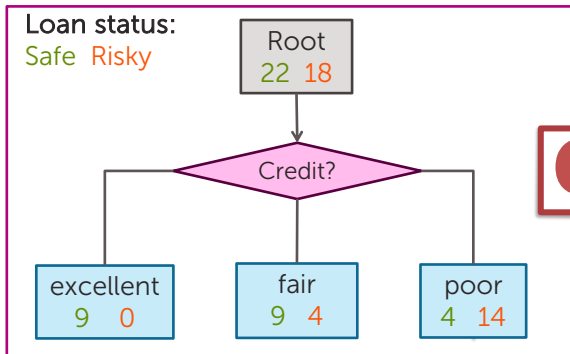 Loan status:
Safe Risky
Root
22 18
Credit?
excellent
9 0
fair
9 4
poor
4 14